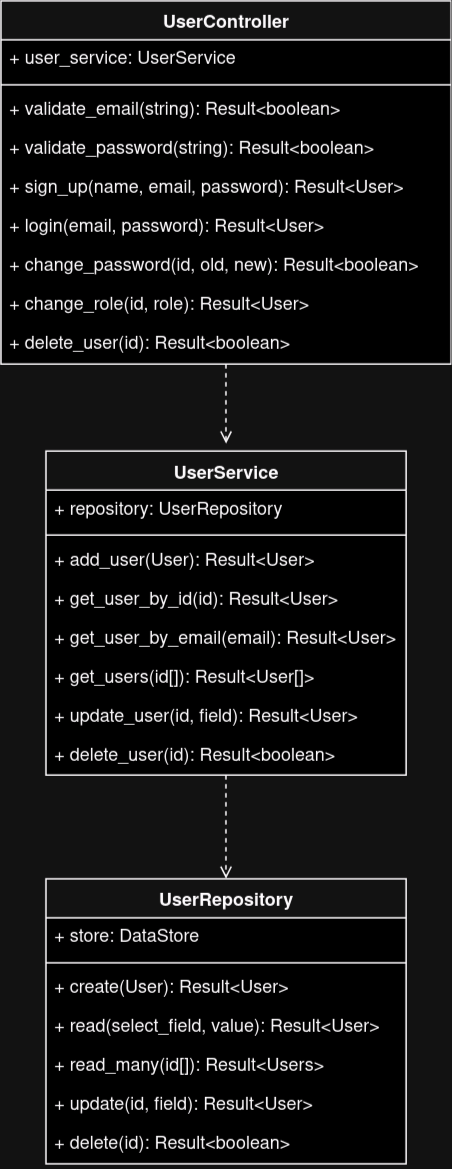 UserController
+ user_service: UserService
+ validate_email(string): Result<boolean>
+ validate_password(string): Result<boolean>
+ sign_up(name, email, password): Result<User>
+ login(email, password): Result<User>
+ change_password(id, old, new): Result<boolean>
+ change_role(id, role): Result<User>
+ delete_user(id): Result<boolean>
UserService
+ repository: UserRepository
+ add_user(User): Result<User>
+ get_user_by_id(id): Result<User>
+ get_user_by_email(email): Result<User>
+ get_users(id[]): Result<User[]>
+ update_user(id, field): Result<User>
+ delete_user(id): Result<boolean>
UserRepository
+ store: DataStore
+ create(User): Result<User>
+ read(select_field, value): Result<User>
+ read_many(id[]): Result<Users>
+ update(id, field): Result<User>
+ delete(id): Result<boolean>